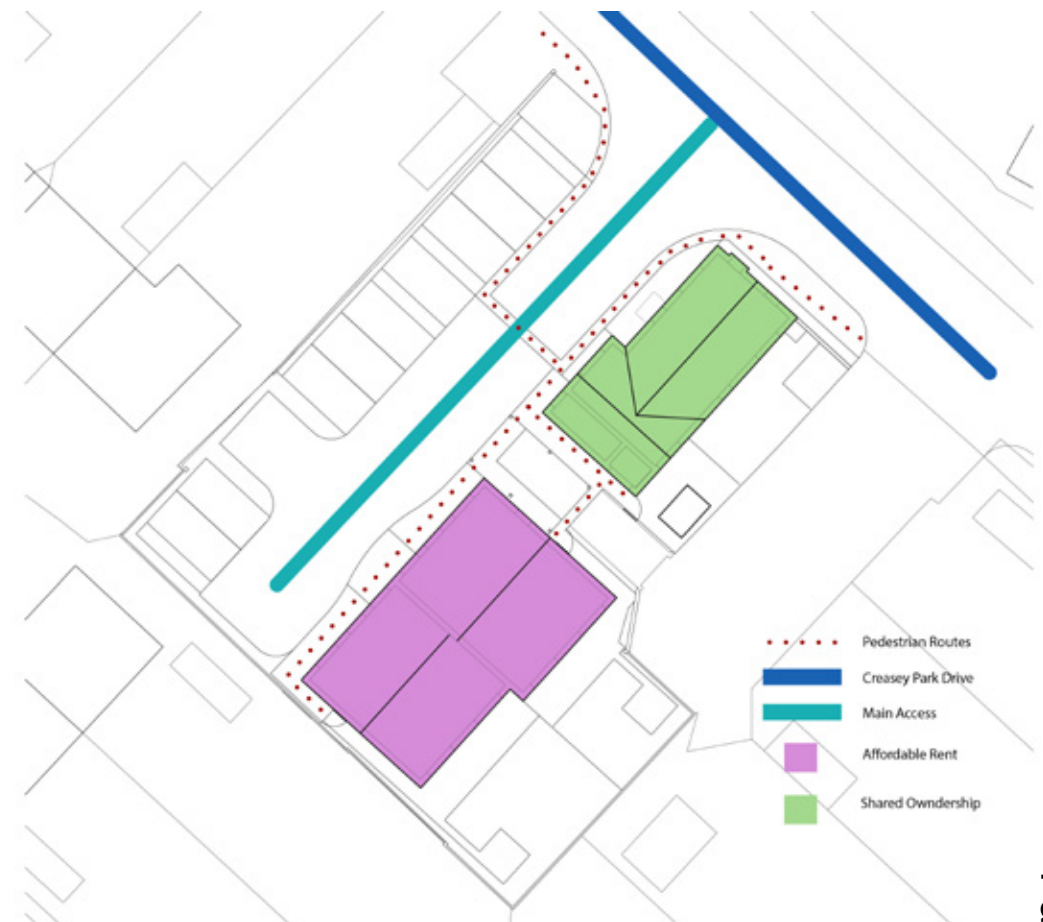 Pedestrian Routes
Creasey Park Drive
Main Access
Affordable Rent
Shared Owndership